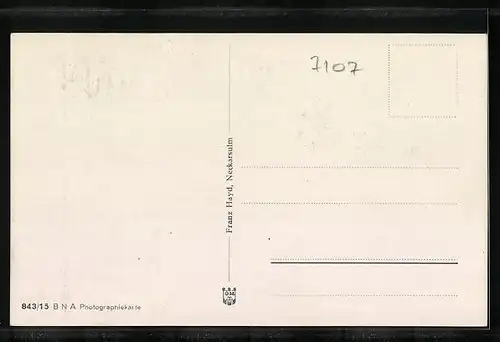 7107
Franz Hayd, Neckarsulm
843/15 B N A Photographiekarte